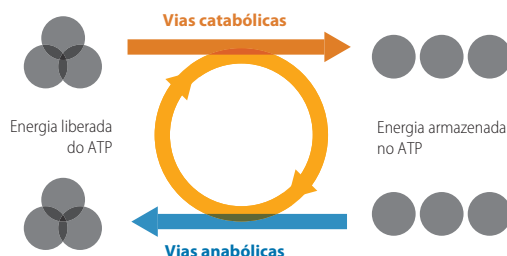 Vias catabólicas
Energia liberada
do ATP
Energia armazenada
no ATP
Vias anabólicas